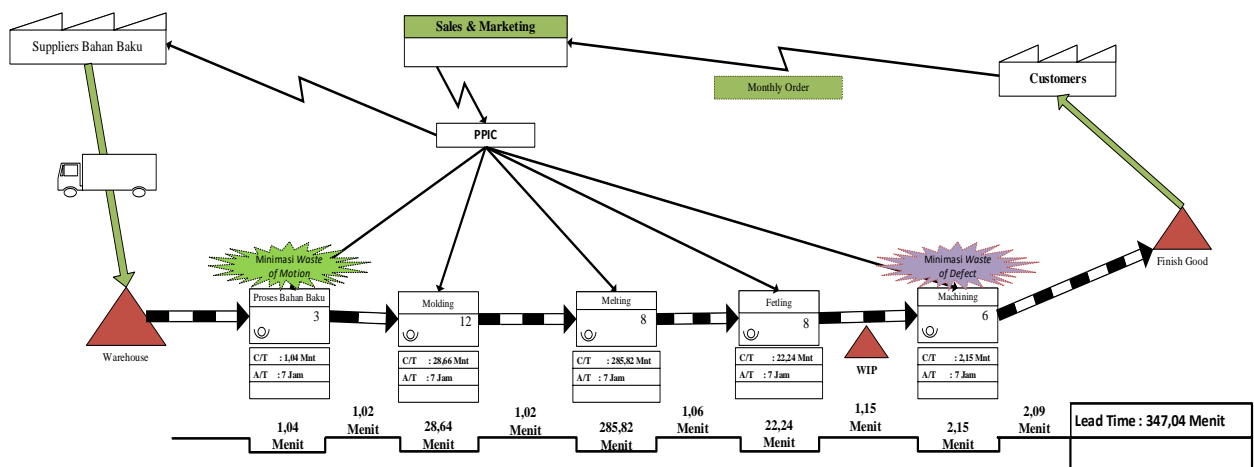 Suppliers Bahan Baku
Sales & Marketing
Monthly Order
Customers
PPIC
Minimasi Waste
of Motion
Minimasi Waste
of Defect
Finish Good
Warehouse
Proses Bahan Baku
3
C/T : 1,04 Mnt
A/T : 7 Jam
Molding
12
C/T : 28,66 Mnt
A/T : 7 Jam
Melting
8
C/T : 285,82 Mnt
A/T : 7 Jam
Fetling
8
C/T : 22,24 Mnt
A/T : 7 Jam
WIP
Machining
6
C/T : 2,15 Mnt
A/T : 7 Jam
1,04
Menit
1,02
Menit
28,64
Menit
1,02
Menit
285,82
Menit
1,06
Menit
22,24
Menit
1,15
Menit
2,15
Menit
2,09
Menit
Lead Time : 347,04 Menit